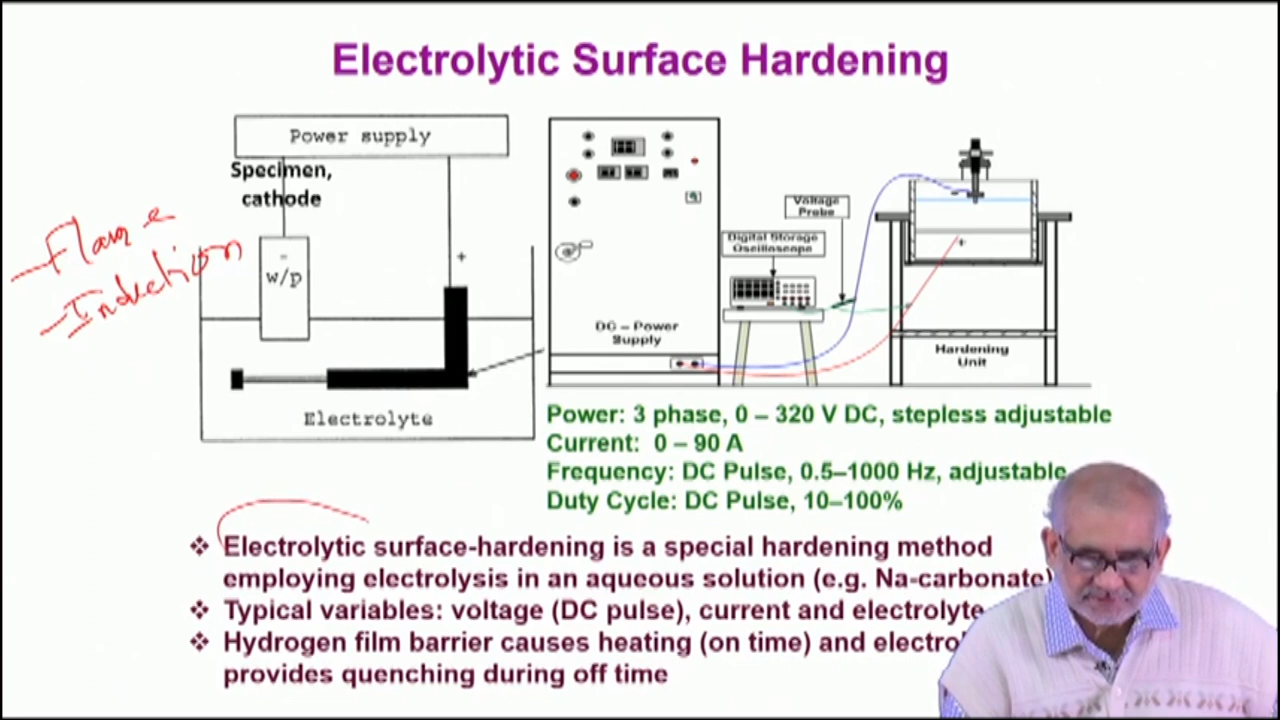 Electrolytic Surface Hardening
Power supply
Specimen,
cathode
- Flame
- Induction
-
w/p
+
Electrolyte
DC – Power
Supply
Digital Storage
Oscilloscope
Voltage
Probe
-
+
Hardening
Unit
Power: 3 phase, 0 – 320 V DC, stepless adjustable
Current: 0 – 90 A
Frequency: DC Pulse, 0.5–1000 Hz, adjustable
Duty Cycle: DC Pulse, 10–100%
❖ Electrolytic surface-hardening is a special hardening method
employing electrolysis in an aqueous solution (e.g. Na-carbonate)
❖ Typical variables: voltage (DC pulse), current and electrolyte
❖ Hydrogen film barrier causes heating (on time) and electrol
provides quenching during off time